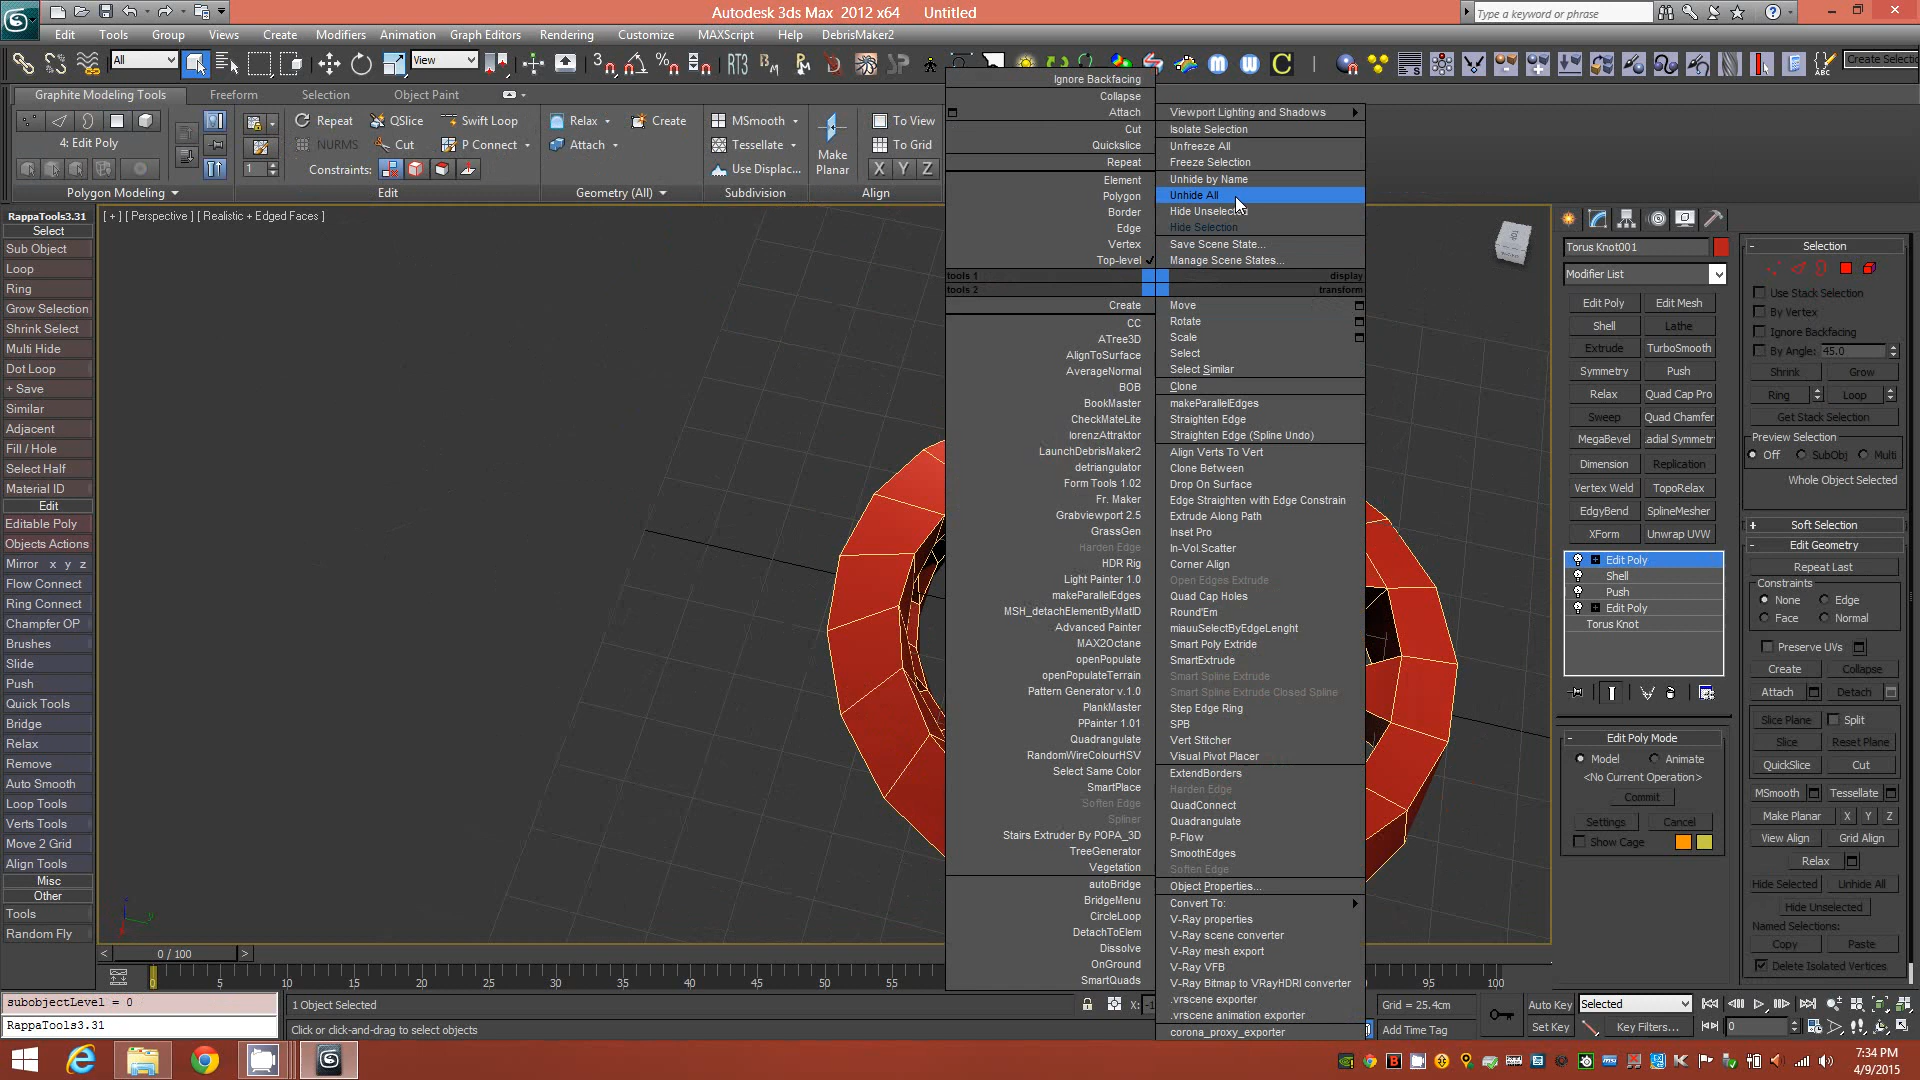 Autodesk 3ds Max  2012 x64    Untitled
Type a keyword or phrase
Edit Tools Group Views Create Modifiers Animation Graph Editors Rendering Customize MAXScript Help DebrisMaker2
All View Create Selectio
Graphite Modeling Tools Freeform Selection Object Paint
4: Edit Poly
Polygon Modeling
Repeat QSlice Swift Loop
NURMS Cut P Connect
Constraints:
1
Edit
Relax Create
Attach
Geometry (All)
MSmooth
Tessellate
Use Displac...
Subdivision
Make Planar
To View
To Grid
X Y Z
Align
RappaTools3.31
Select
Sub Object
Loop
Ring
Grow Selection
Shrink Select
Multi Hide
Dot Loop
+ Save
Similar
Adjacent
Fill / Hole
Select Half
Material ID
Edit
Editable Poly
Objects Actions
Mirror x y z
Flow Connect
Ring Connect
Champfer OP
Brushes
Slide
Push
Quick Tools
Bridge
Relax
Remove
Auto Smooth
Loop Tools
Verts Tools
Move 2 Grid
Align Tools
Misc
Other
Tools
Random Fly
[ + ] [ Perspective ] [ Realistic + Edged Faces ]
Ignore Backfacing
Collapse
Attach
Cut
Quickslice
Repeat
Element
Polygon
Border
Edge
Vertex
Top-level ✓
tools 1
tools 2
Create
CC
ATree3D
AlignToSurface
AverageNormal
BOB
BookMaster
CheckMateLite
lorenzAttraktor
LaunchDebrisMaker2
detriangulator
Form Tools 1.02
Fr. Maker
Grabviewport 2.5
GrassGen
Harden Edge
HDR Rig
Light Painter 1.0
makeParallelEdges
MSH_detachElementByMatID
Advanced Painter
MAX2Octane
openPopulate
openPopulateTerrain
Pattern Generator v.1.0
PlankMaster
PPainter 1.01
Quadrangulate
RandomWireColourHSV
Select Same Color
SmartPlace
Soften Edge
Spliner
Stairs Extruder By POPA_3D
TreeGenerator
Vegetation
autoBridge
BridgeMenu
CircleLoop
DetachToElem
Dissolve
OnGround
SmartQuads
Viewport Lighting and Shadows
Isolate Selection
Unfreeze All
Freeze Selection
Unhide by Name
Unhide All
Hide Unselected
Hide Selection
Save Scene State...
Manage Scene States...
display
transform
Move
Rotate
Scale
Select
Select Similar
Clone
makeParallelEdges
Straighten Edge
Straighten Edge (Spline Undo)
Align Verts To Vert
Clone Between
Drop On Surface
Edge Straighten with Edge Constrain
Extrude Along Path
Inset Pro
In-Vol.Scatter
Corner Align
Open Edges Extrude
Quad Cap Holes
Round'Em
miauuSelectByEdgeLenght
Smart Poly Extride
SmartExtrude
Smart Spline Extrude
Smart Spline Extrude Closed Spline
Step Edge Ring
SPB
Vert Stitcher
Visual Pivot Placer
ExtendBorders
Harden Edge
QuadConnect
Quadrangulate
P-Flow
SmoothEdges
Soften Edge
Object Properties...
Convert To:
V-Ray properties
V-Ray scene converter
V-Ray mesh export
V-Ray VFB
V-Ray Bitmap to VRayHDRI converter
.vrscene exporter
.vrscene animation exporter
corona_proxy_exporter
Torus Knot001
Modifier List
Edit Poly Edit Mesh
Shell Lathe
Extrude TurboSmooth
Symmetry Push
Relax Quad Cap Pro
Sweep Quad Chamfer
MegaBevel adial Symmetr
Dimension Replication
Vertex Weld TopoRelax
EdgyBend SplineMesher
XForm Unwrap UVW
Edit Poly
Shell
Push
Edit Poly
Torus Knot
- Edit Poly Mode
Model Animate
<No Current Operation>
Commit
Settings Cancel
Show Cage
- Selection
Use Stack Selection
By Vertex
Ignore Backfacing
By Angle: 45.0
Shrink Grow
Ring Loop
Get Stack Selection
Preview Selection
Off SubObj Multi
Whole Object Selected
+ Soft Selection
- Edit Geometry
Repeat Last
Constraints
None Edge
Face Normal
Preserve UVs
Create Collapse
Attach Detach
Slice Plane Split
Slice Reset Plane
QuickSlice Cut
MSmooth Tessellate
Make Planar X Y Z
View Align Grid Align
Relax
Hide Selected Unhide All
Hide Unselected
Named Selections:
Copy Paste
Delete Isolated Vertices
< 0 / 100 >
0 5 10 15 20 25 30 35 40 45 50 55 95 100
subobjectLevel = 0
RappaTools3.31
1 Object Selected
Click or click-and-drag to select objects
X:
Grid = 25.4cm
Add Time Tag
Auto Key Selected
Set Key Key Filters...
0
7:34 PM
4/9/2015